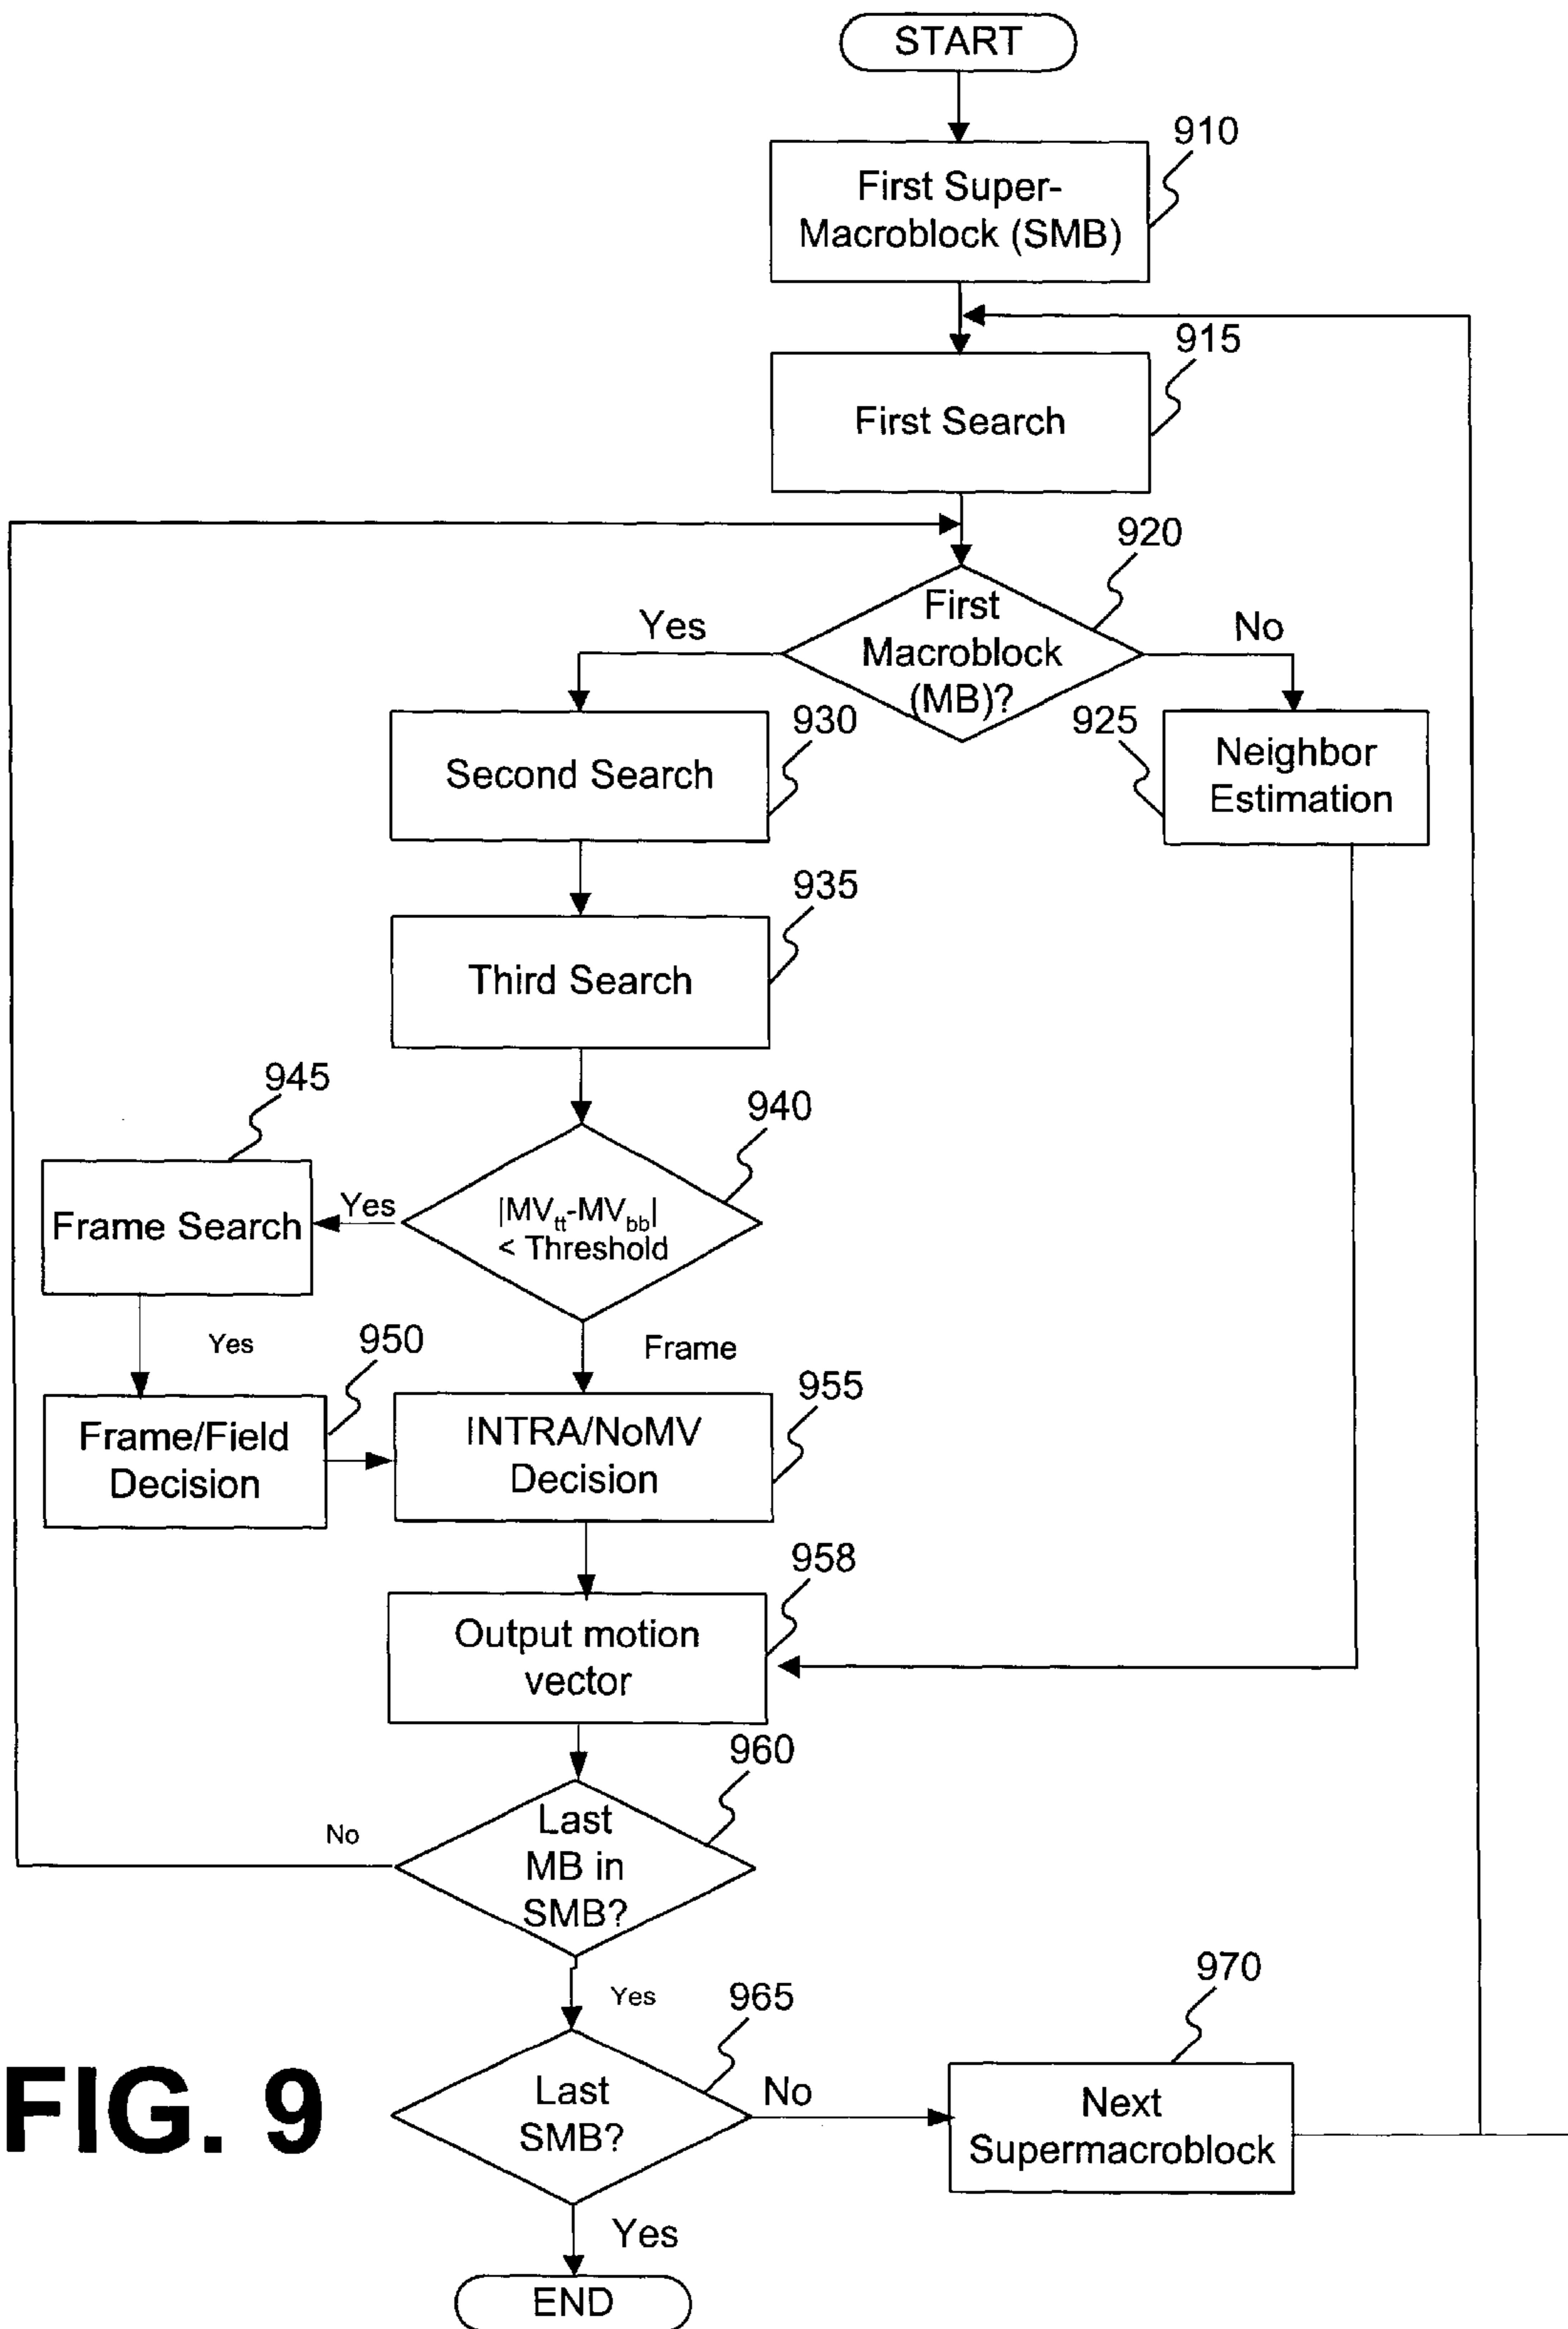 START
910
First Super-
Macroblock (SMB)
915
First Search
920
First
Macroblock
(MB)?
Yes
No
930
Second Search
925
Neighbor
Estimation
935
Third Search
945
940
Frame Search
Yes
|MVtt-MVbb|
< Threshold
Yes
950
Frame
Frame/Field
Decision
955
INTRA/NoMV
Decision
958
Output motion
vector
960
No
Last
MB in
SMB?
Yes
965
970
Last
SMB?
No
Next
Supermacroblock
FIG. 9
Yes
END